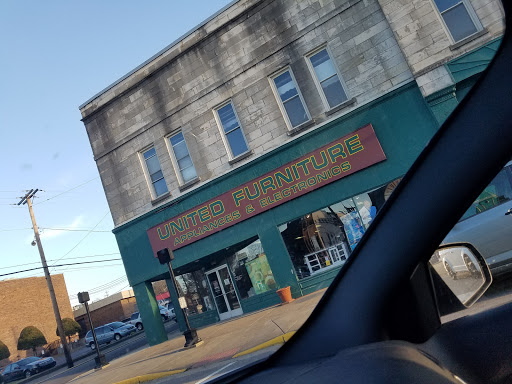 UNITED FURNITURE
APPLIANCES & ELECTRONICS